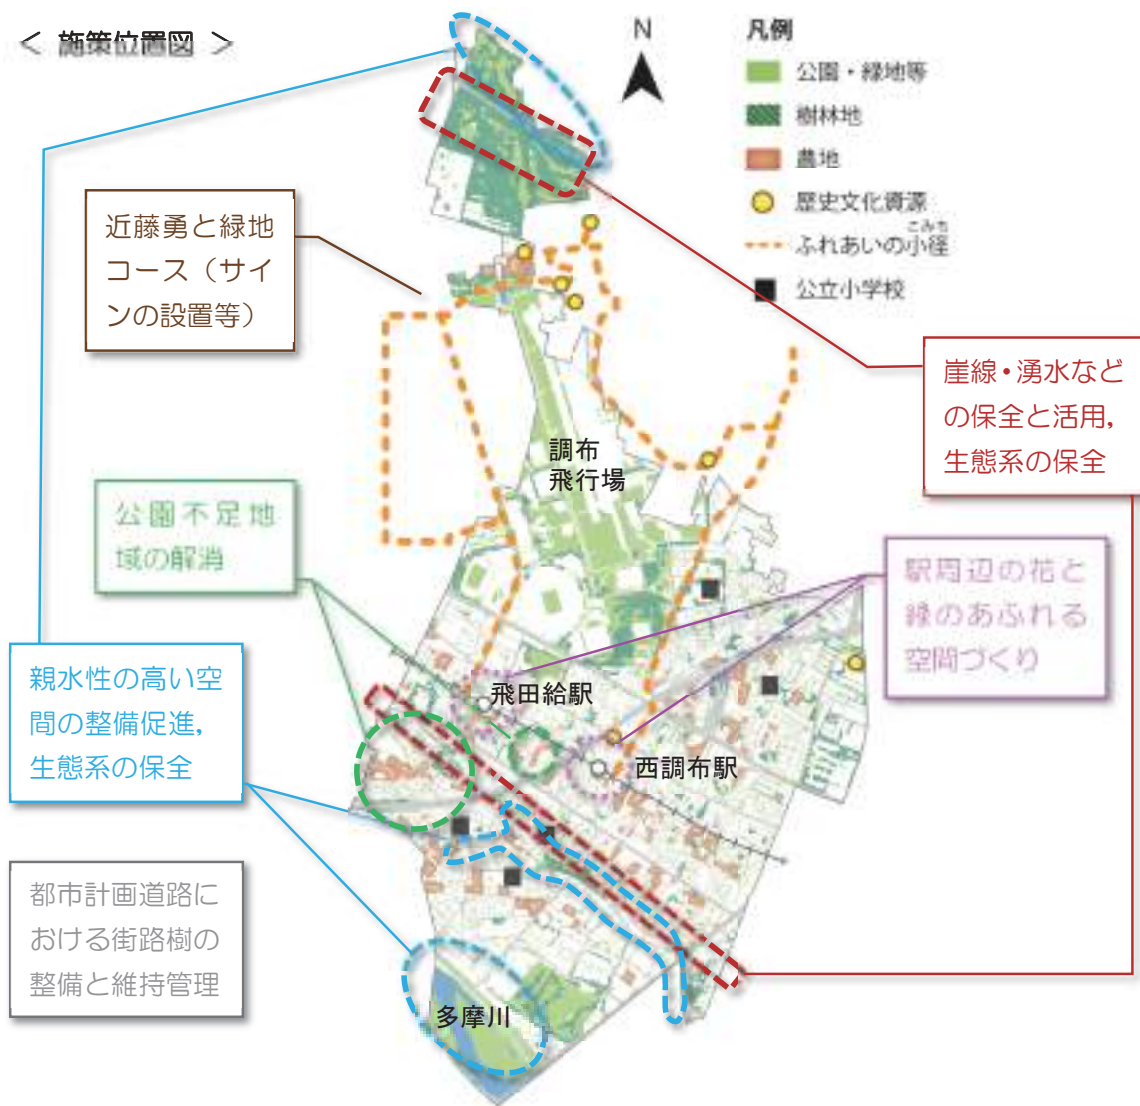 ＜ 施策位置図 ＞
N
凡例
公園・緑地等
樹林地
農地
歴史文化資源
こみち
ふれあいの小径
公立小学校
近藤勇と緑地
コース（サイ
ンの設置等）
崖線・湧水など
の保全と活用，
生態系の保全
調布
飛行場
公園不足地
域の解消
駅周辺の花と
緑のあふれる
空間づくり
親水性の高い空
間の整備促進，
生態系の保全
飛田給駅
西調布駅
都市計画道路に
おける街路樹の
整備と維持管理
多摩川